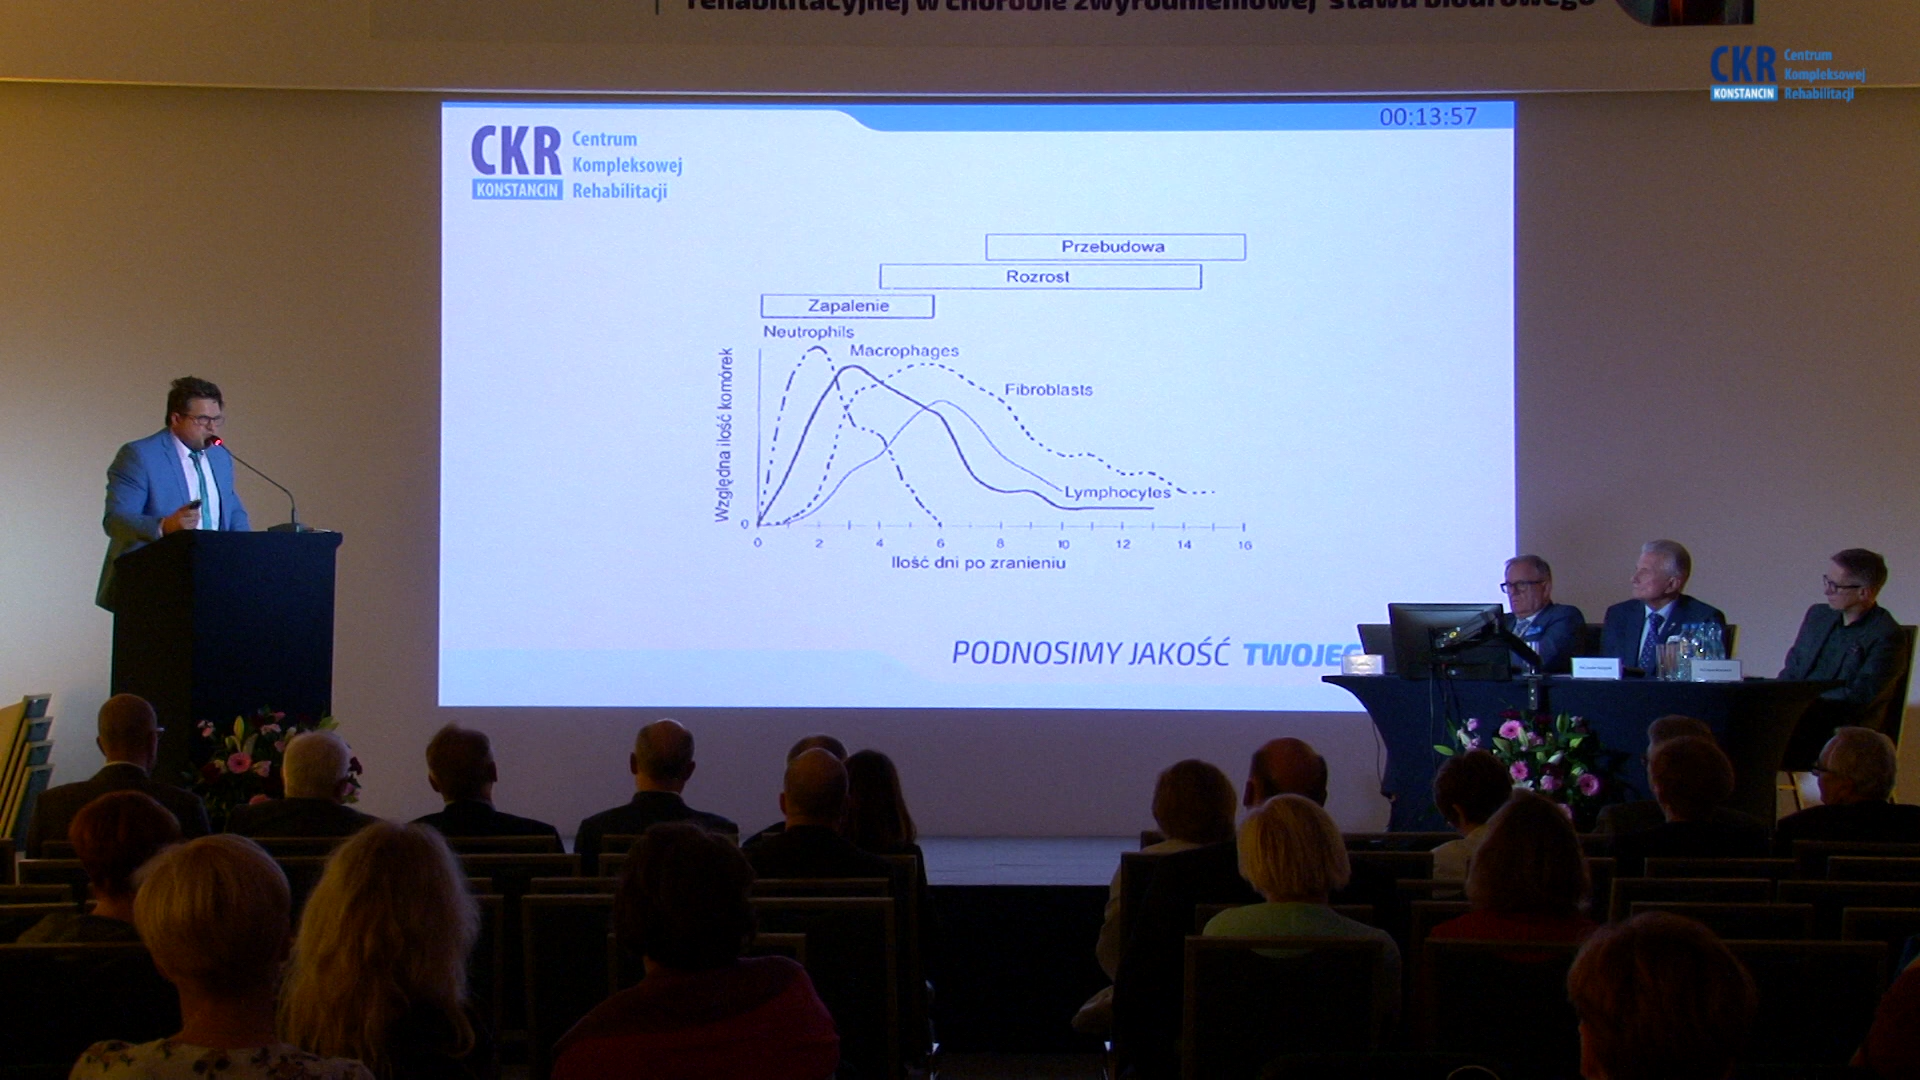 rehabilitacyjnej w chorobie zwyrodnieniowej stawu biodrowego
CKR Centrum
Kompleksowej
KONSTANCIN Rehabilitacji
00:13:57
CKR Centrum
Kompleksowej
KONSTANCIN Rehabilitacji
Przebudowa
Rozrost
Zapalenie
Neutrophils
Macrophages
Fibroblasts
Lymphocytes
Względna ilość komórek
0
0 2 4 6 8 10 12 14 16
Ilość dni po zranieniu
PODNOSIMY JAKOŚĆ TWOJEG